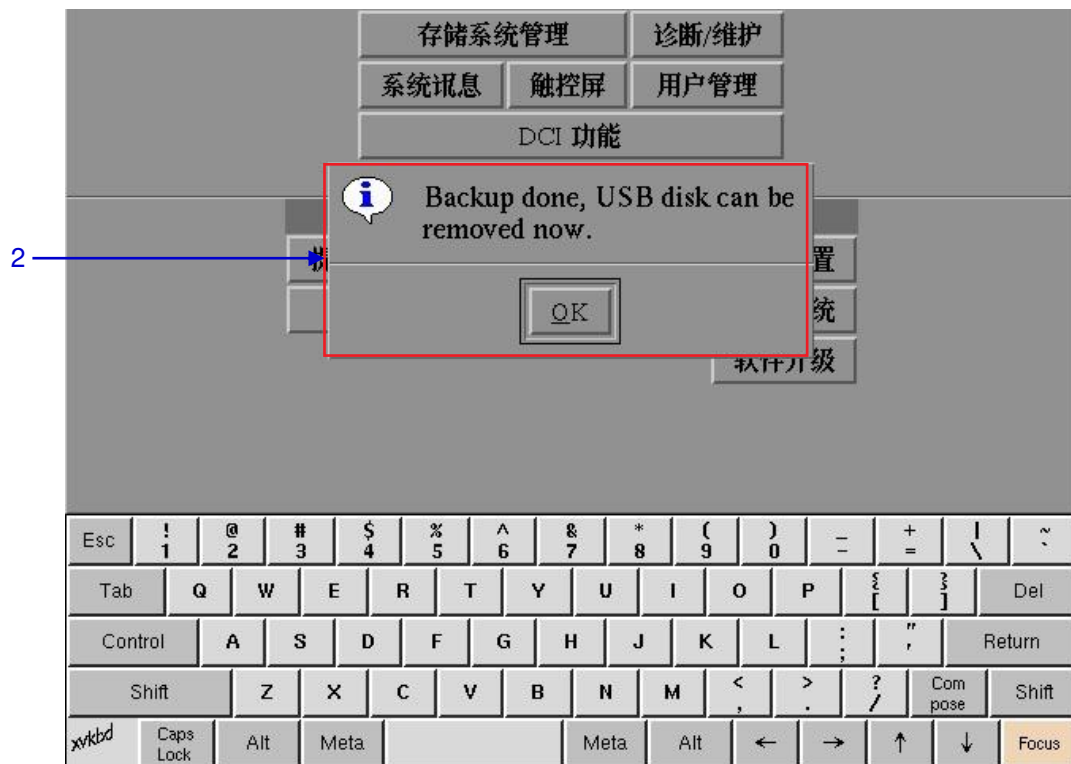 存储系统管理 诊断/维护
系统讯息 触控屏 用户管理
DCI 功能
Backup done, USB disk can be
removed now.
2
置
OK
统
软件升级
Esc ! 1 @ 2 # 3 $ 4 % 5 ^ 6 & 7 * 8 ( 9 ) 0 _ - + = | \ ~ `
Tab Q W E R T Y U I O P { [ } ] Del
Control A S D F G H J K L : ; " ' Return
Shift Z X C V B N M < , > . ? / Com pose Shift
xvkbd Caps Lock Alt Meta Meta Alt ← → ↑ ↓ Focus